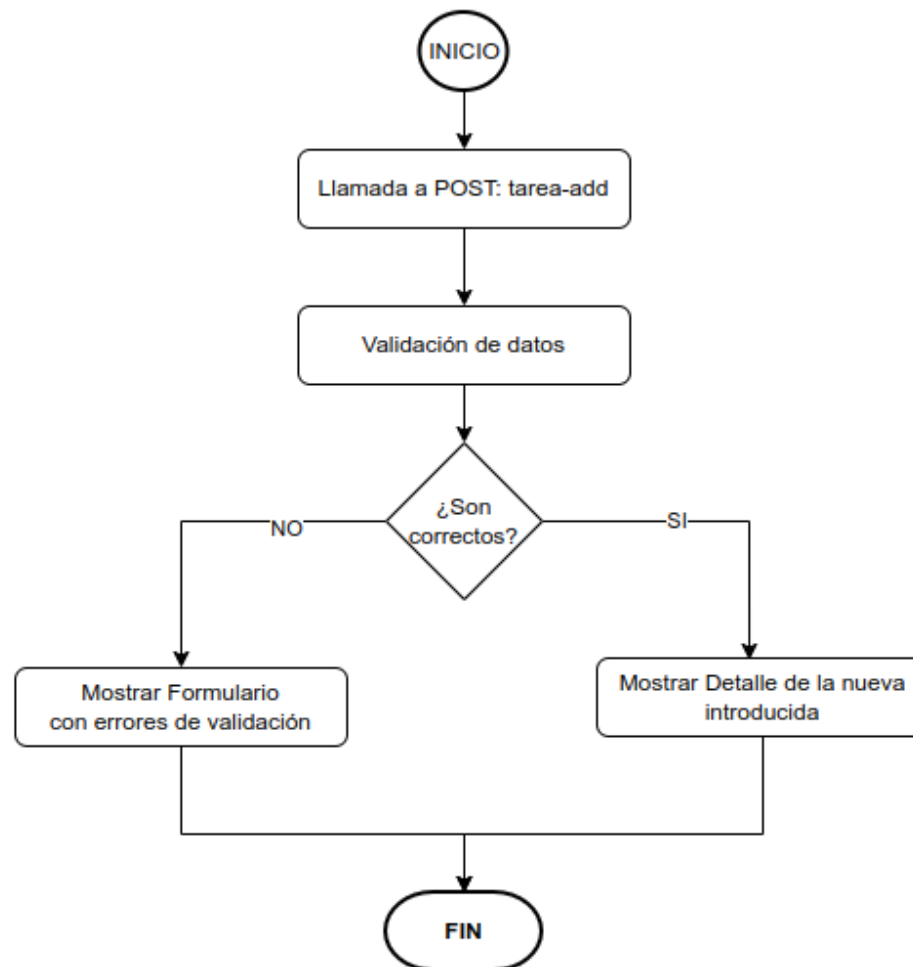 INICIO
Llamada a POST: tarea-add
Validación de datos
¿Son
correctos?
NO
SI
Mostrar Formulario
con errores de validación
Mostrar Detalle de la nueva
introducida
FIN